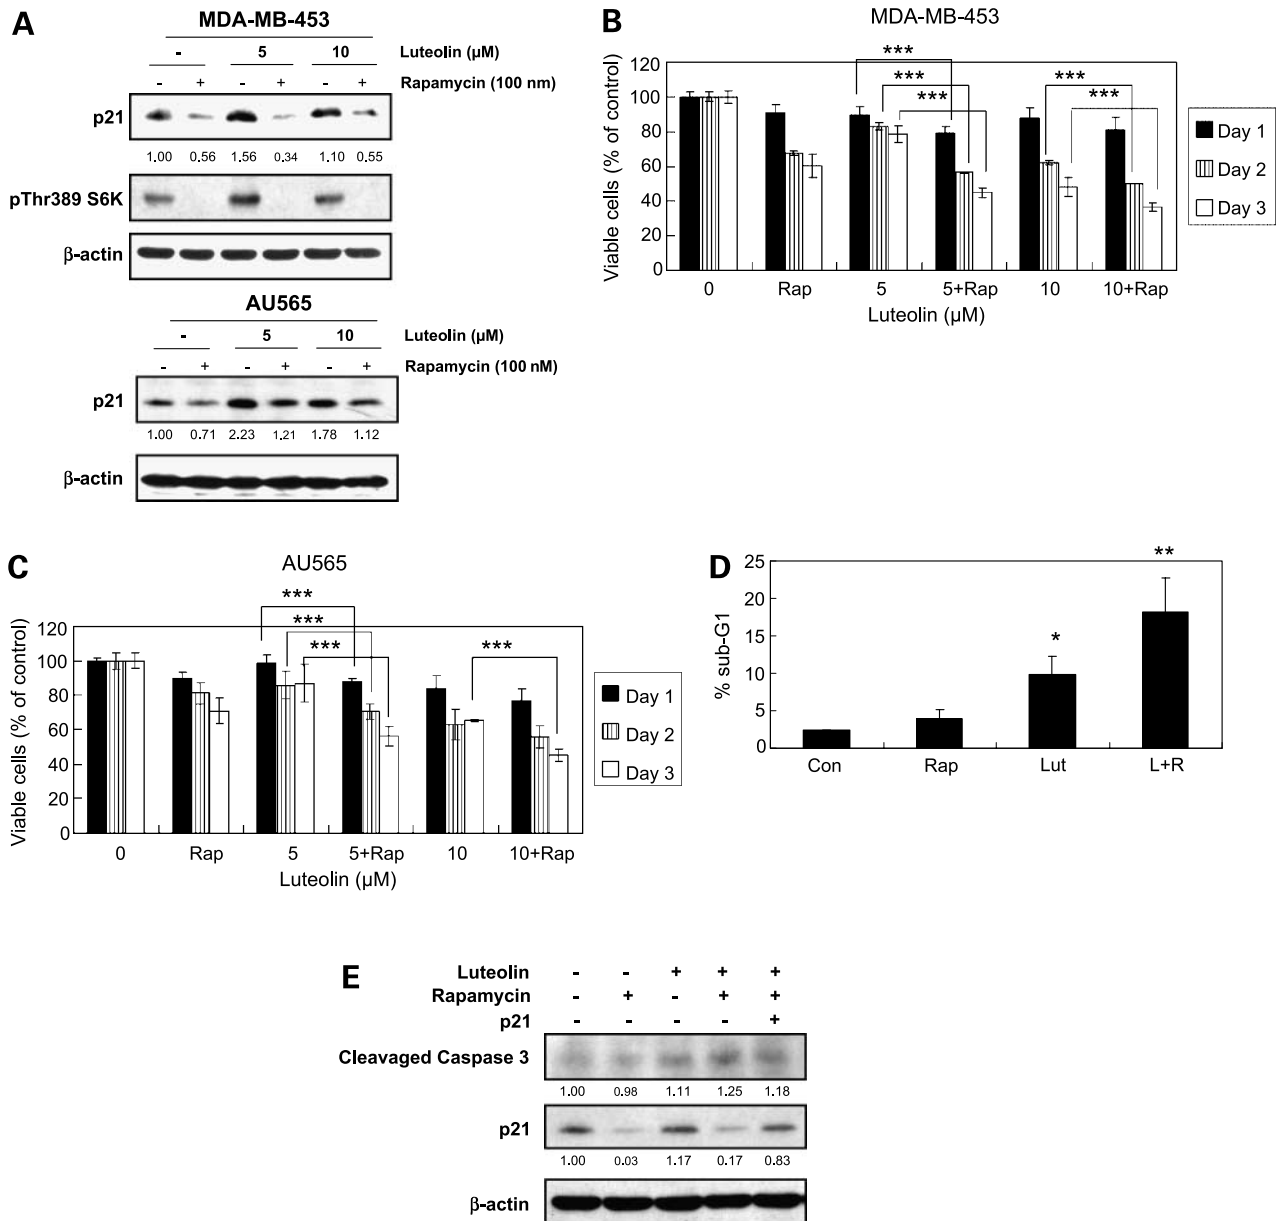 A
MDA-MB-453
- 5 10 Luteolin (µM)
- + - + - + Rapamycin (100 nm)
p21
1.00 0.56 1.56 0.34 1.10 0.55
pThr389 S6K
β-actin
AU565
- 5 10 Luteolin (µM)
- + - + - + Rapamycin (100 nM)
p21
1.00 0.71 2.23 1.21 1.78 1.12
β-actin
B
MDA-MB-453
Viable cells (% of control)
120
100
80
60
40
20
0
***
***
***
***
***
0 Rap 5 5+Rap 10 10+Rap
Luteolin (µM)
Day 1
Day 2
Day 3
C
AU565
Viable cells (% of control)
120
100
80
60
40
20
0
***
***
***
***
0 Rap 5 5+Rap 10 10+Rap
Luteolin (µM)
Day 1
Day 2
Day 3
D
% sub-G1
25
20
15
10
5
0
*
**
Con Rap Lut L+R
E
Luteolin - - + + +
Rapamycin - + - + +
p21 - - - - +
Cleavaged Caspase 3
1.00 0.98 1.11 1.25 1.18
p21
1.00 0.03 1.17 0.17 0.83
β-actin